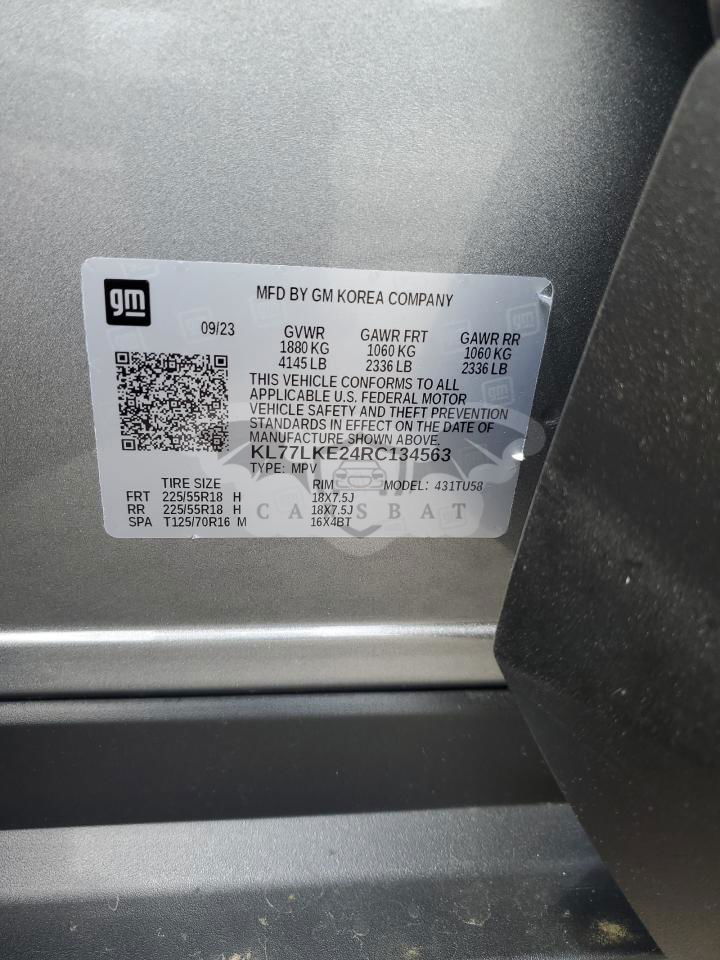 gm
MFD BY GM KOREA COMPANY
09/23 GVWR GAWR FRT GAWR RR
1880 KG 1060 KG 1060 KG
4145 LB 2336 LB 2336 LB
THIS VEHICLE CONFORMS TO ALL
APPLICABLE U.S. FEDERAL MOTOR
VEHICLE SAFETY AND THEFT PREVENTION
STANDARDS IN EFFECT ON THE DATE OF
MANUFACTURE SHOWN ABOVE.
KL77LKE24RC134563
TYPE: MPV
TIRE SIZE RIM MODEL: 431TU58
FRT 225/55R18 H 18X7.5J
RR 225/55R18 H 18X7.5J
SPA T125/70R16 M 16X4BT
CARSBAT